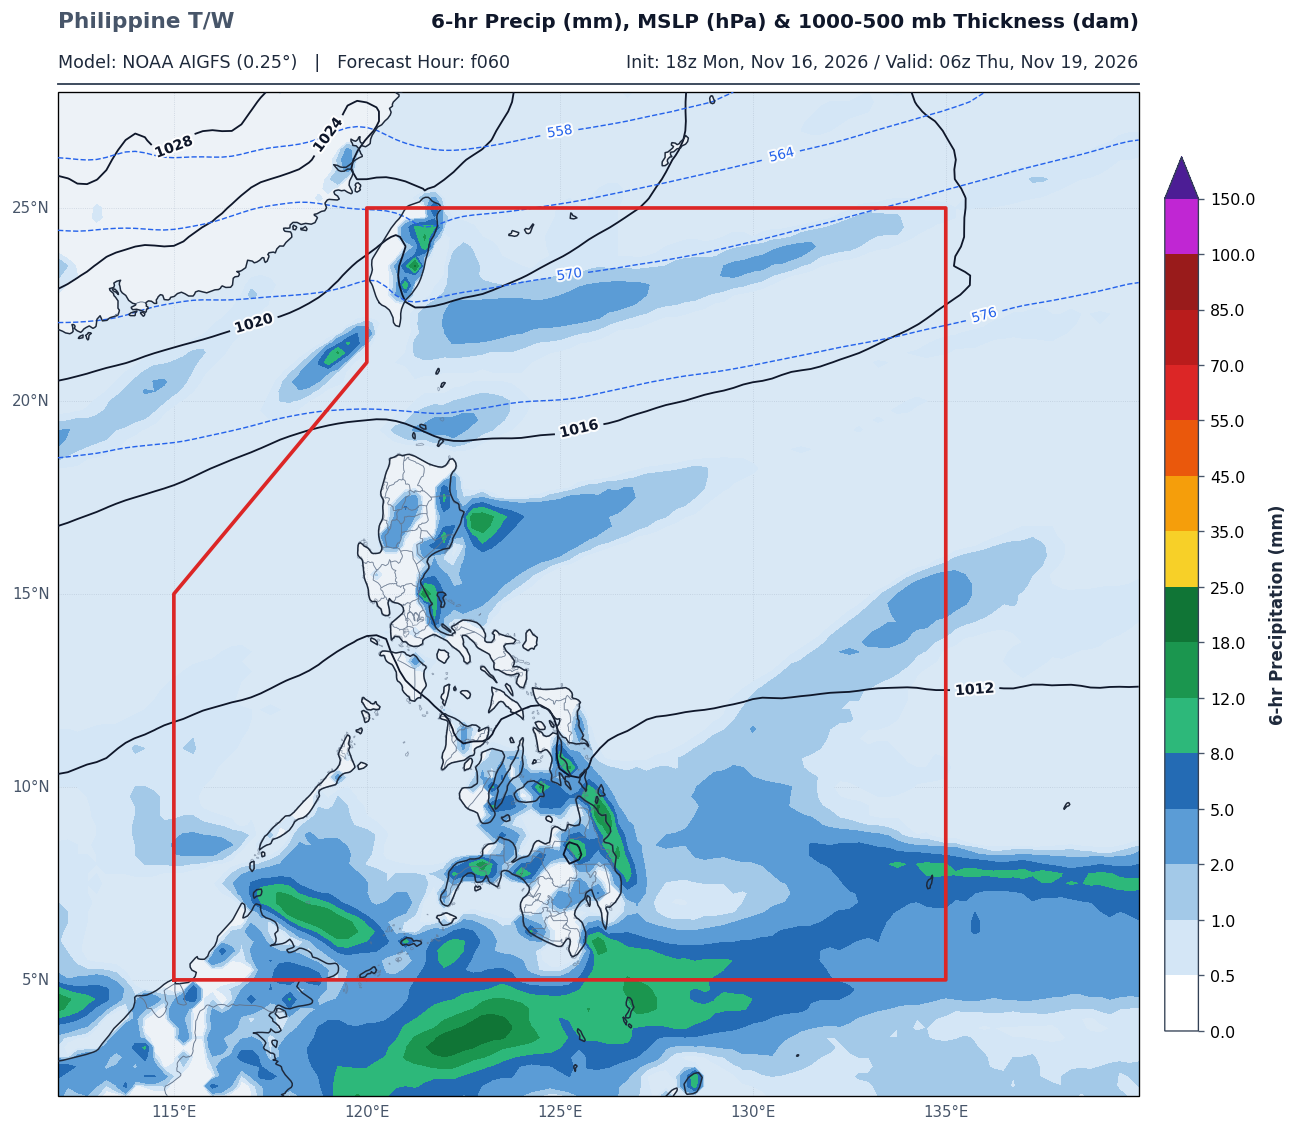 Philippine T/W
6-hr Precip (mm), MSLP (hPa) & 1000-500 mb Thickness (dam)
Model: NOAA AIGFS (0.25°) | Forecast Hour: f060
Init: 18z Mon, Nov 16, 2026 / Valid: 06z Thu, Nov 19, 2026
1028
1024
558
564
570
1020
576
1016
1012
25°N
20°N
15°N
10°N
5°N
115°E
120°E
125°E
130°E
135°E
150.0
100.0
85.0
70.0
55.0
45.0
35.0
25.0
18.0
12.0
8.0
5.0
2.0
1.0
0.5
0.0
6-hr Precipitation (mm)